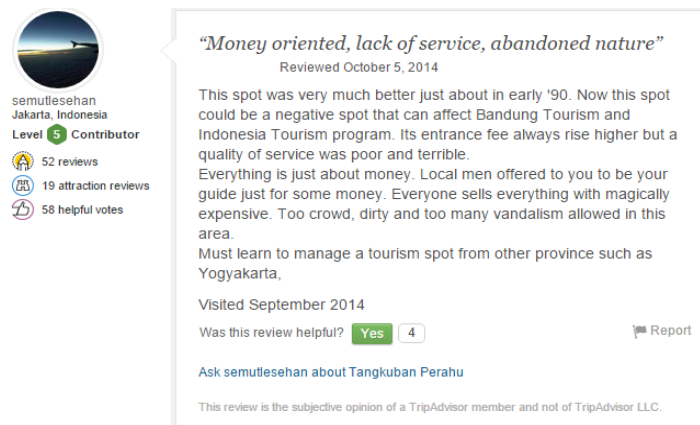 semutlesehan
Jakarta, Indonesia
Level 5 Contributor
52 reviews
19 attraction reviews
58 helpful votes
“Money oriented, lack of service, abandoned nature”
Reviewed October 5, 2014
This spot was very much better just about in early '90. Now this spot
could be a negative spot that can affect Bandung Tourism and
Indonesia Tourism program. Its entrance fee always rise higher but a
quality of service was poor and terrible.
Everything is just about money. Local men offered to you to be your
guide just for some money. Everyone sells everything with magically
expensive. Too crowd, dirty and too many vandalism allowed in this
area.
Must learn to manage a tourism spot from other province such as
Yogyakarta,
Visited September 2014
Was this review helpful? Yes 4
Report
Ask semutlesehan about Tangkuban Perahu
This review is the subjective opinion of a TripAdvisor member and not of TripAdvisor LLC.